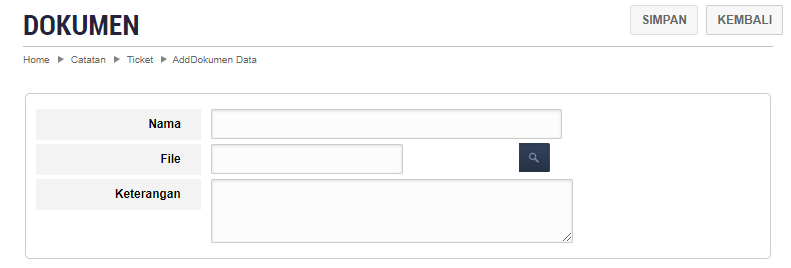 DOKUMEN
SIMPAN KEMBALI
Home Catatan Ticket AddDokumen Data
Nama
File
Keterangan